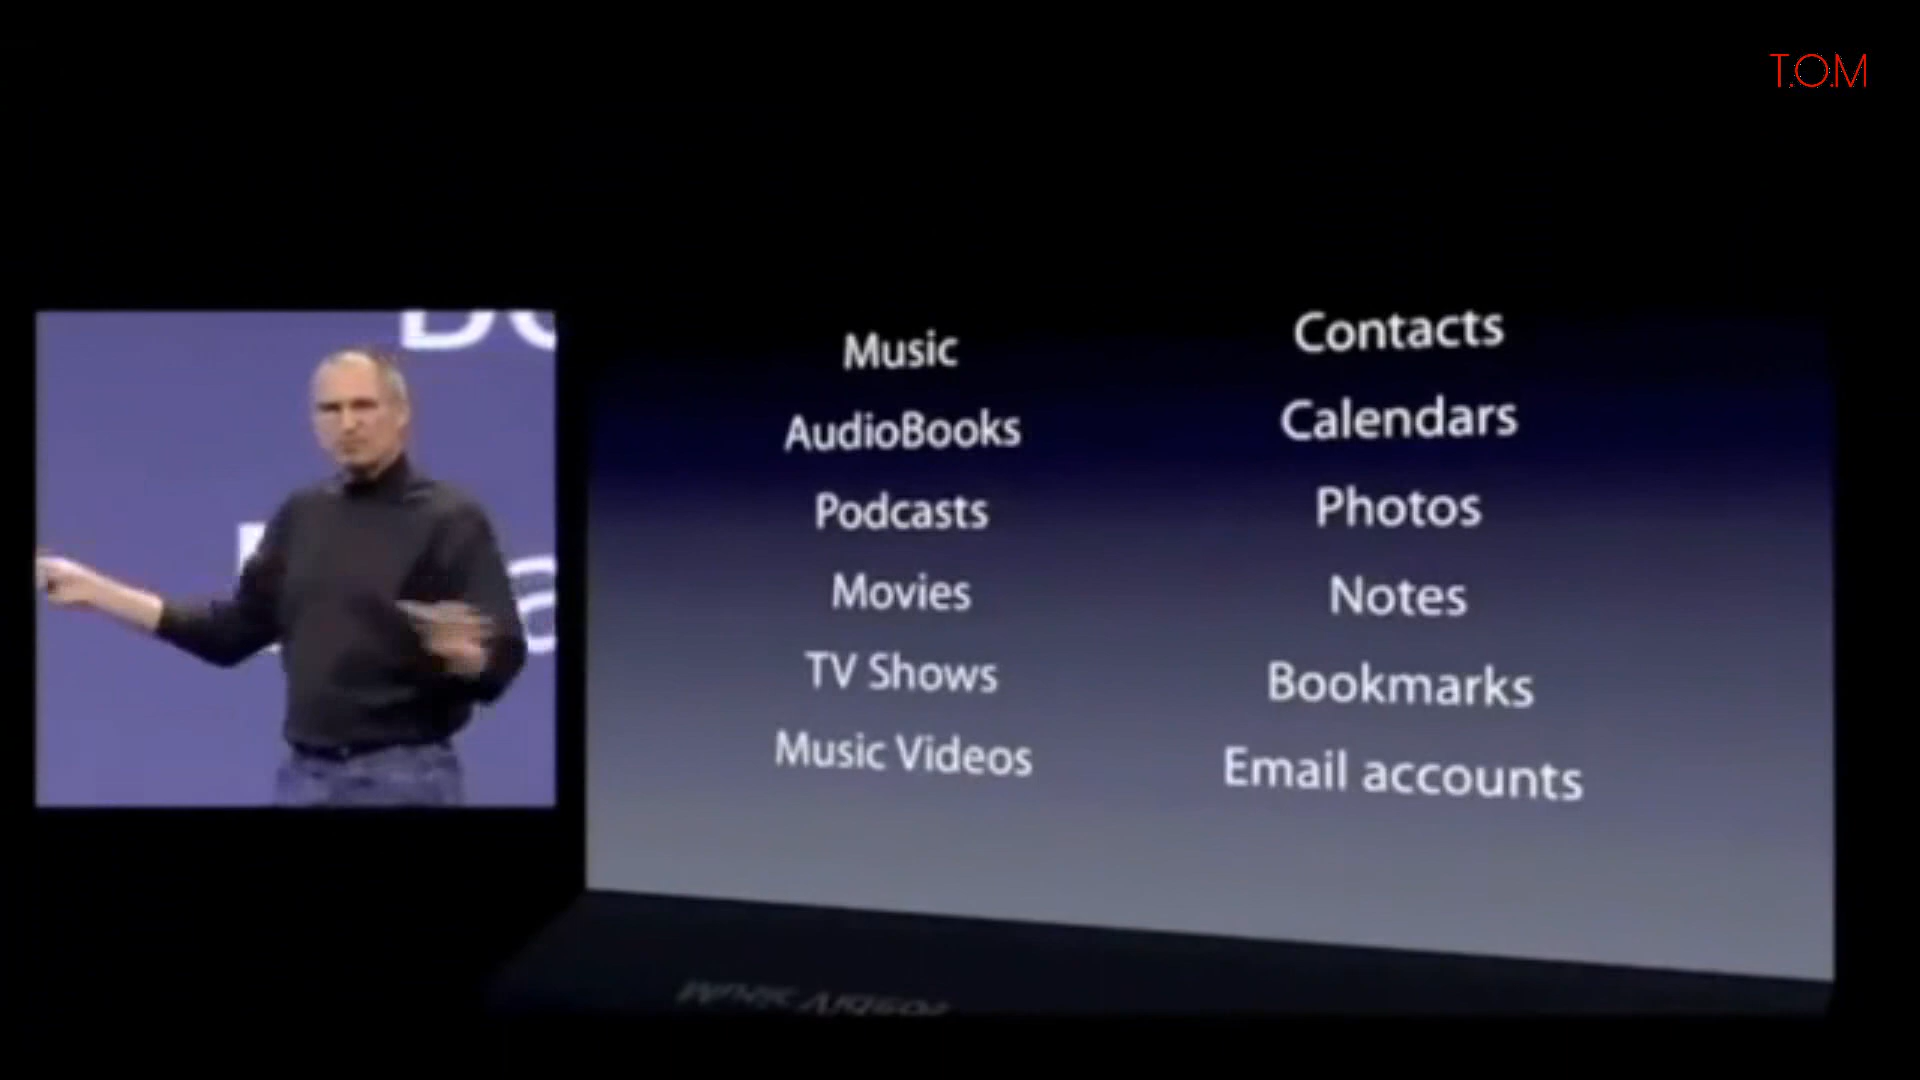 T.O.M
Music
AudioBooks
Podcasts
Movies
TV Shows
Music Videos
Contacts
Calendars
Photos
Notes
Bookmarks
Email accounts